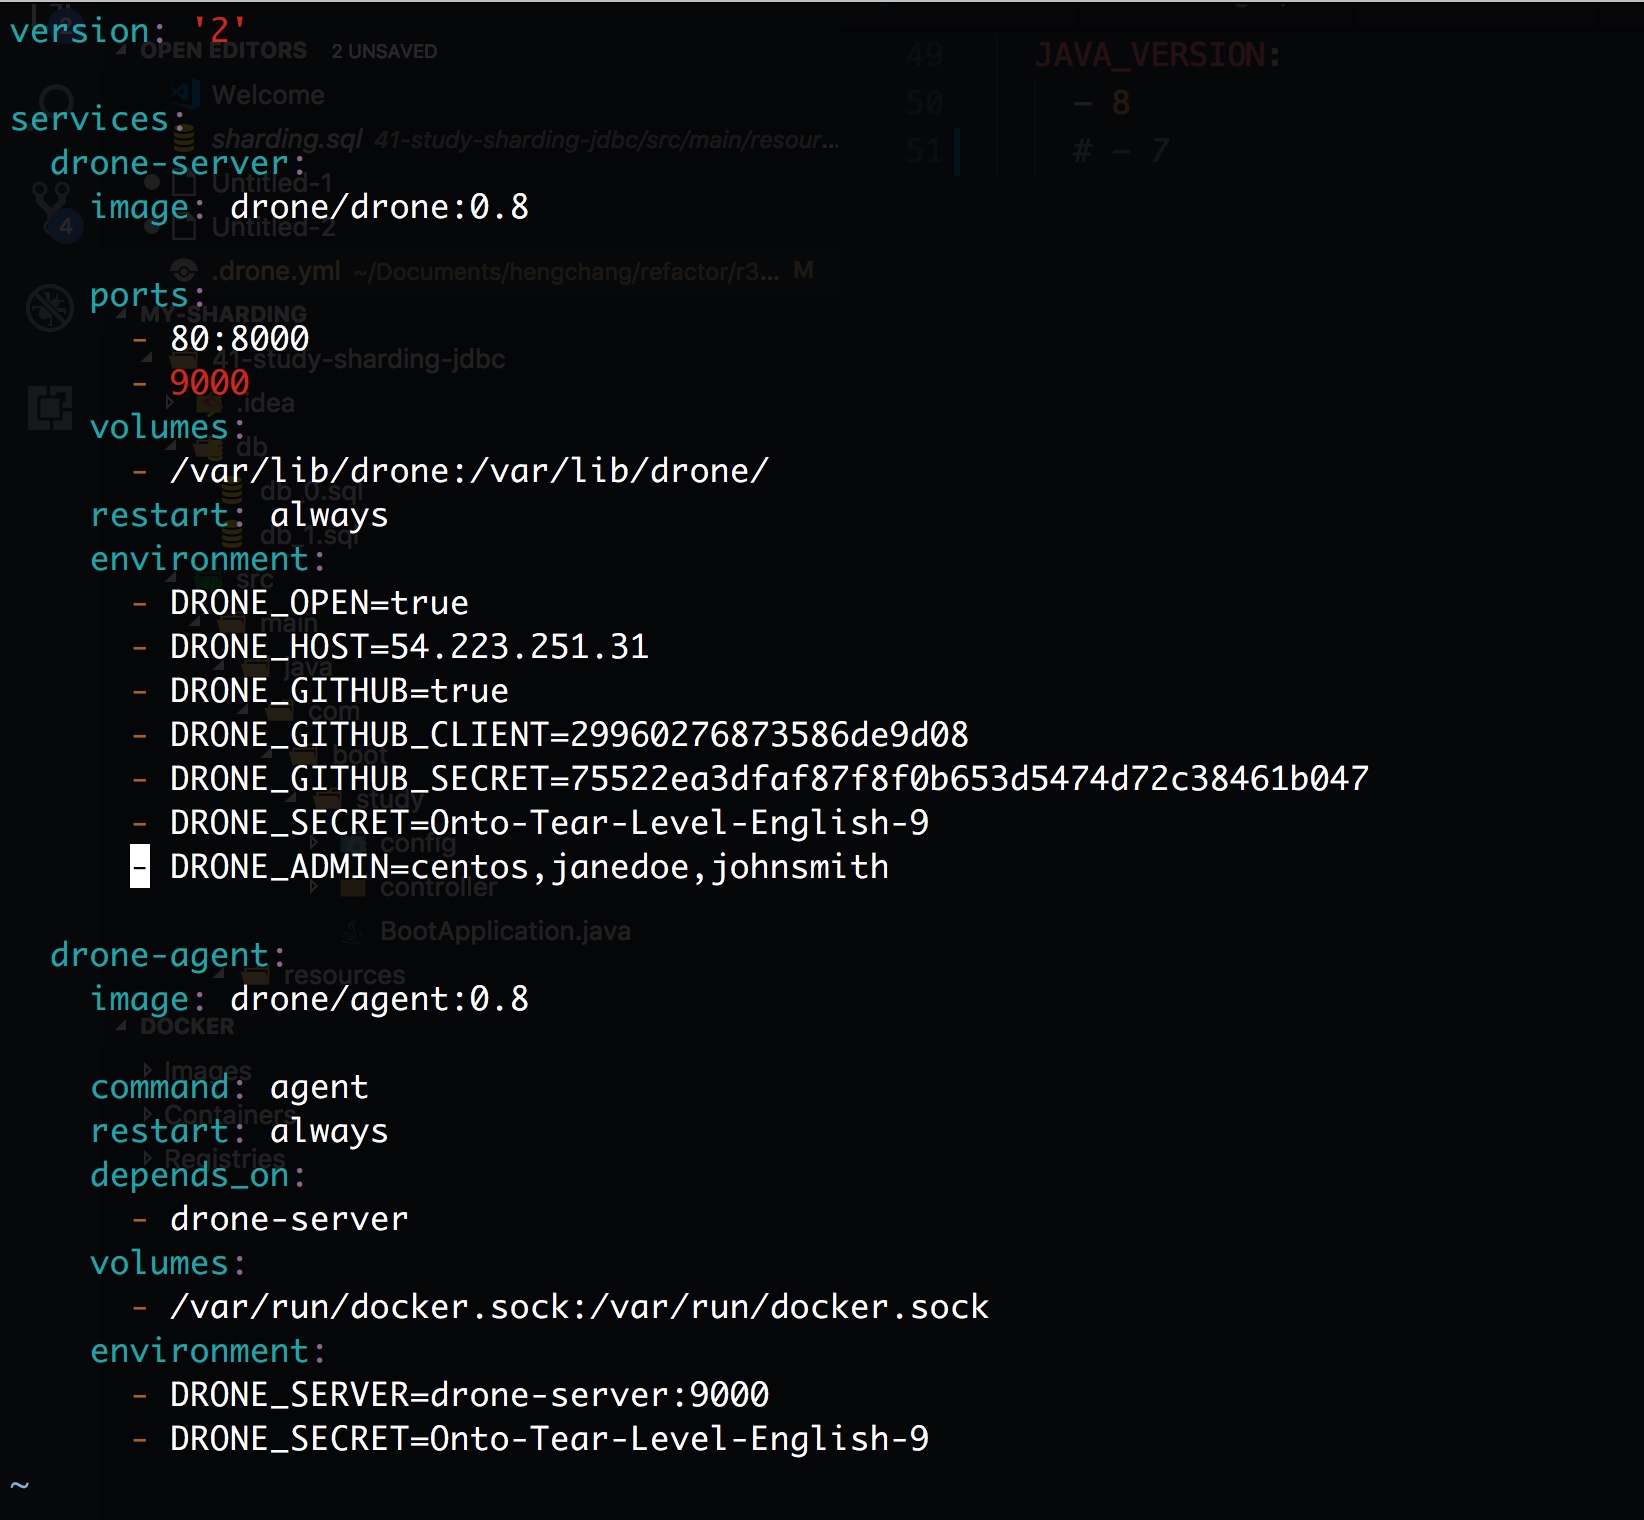 version: '2'
services:
  drone-server:
    image: drone/drone:0.8
    ports:
      - 80:8000
      - 9000
    volumes:
      - /var/lib/drone:/var/lib/drone/
    restart: always
    environment:
      - DRONE_OPEN=true
      - DRONE_HOST=54.223.251.31
      - DRONE_GITHUB=true
      - DRONE_GITHUB_CLIENT=29960276873586de9d08
      - DRONE_GITHUB_SECRET=75522ea3dfaf87f8f0b653d5474d72c38461b047
      - DRONE_SECRET=Onto-Tear-Level-English-9
      - DRONE_ADMIN=centos,janedoe,johnsmith
  drone-agent:
    image: drone/agent:0.8
    command: agent
    restart: always
    depends_on:
      - drone-server
    volumes:
      - /var/run/docker.sock:/var/run/docker.sock
    environment:
      - DRONE_SERVER=drone-server:9000
      - DRONE_SECRET=Onto-Tear-Level-English-9
~
OPEN EDITORS 2 UNSAVED
Welcome
sharding.sql 41-study-sharding-jdbc/src/main/resour...
Untitled-1
Untitled-2
4
.drone.yml ~/Documents/hengchang/refactor/r3... M
MY-SHARDING
41-study-sharding-jdbc
.idea
db
db_0.sql
db_1.sql
src
main
java
com
boot
study
config
controller
BootApplication.java
resources
DOCKER
Images
Containers
Registries
49 JAVA_VERSION:
50 - 8
51 # - 7